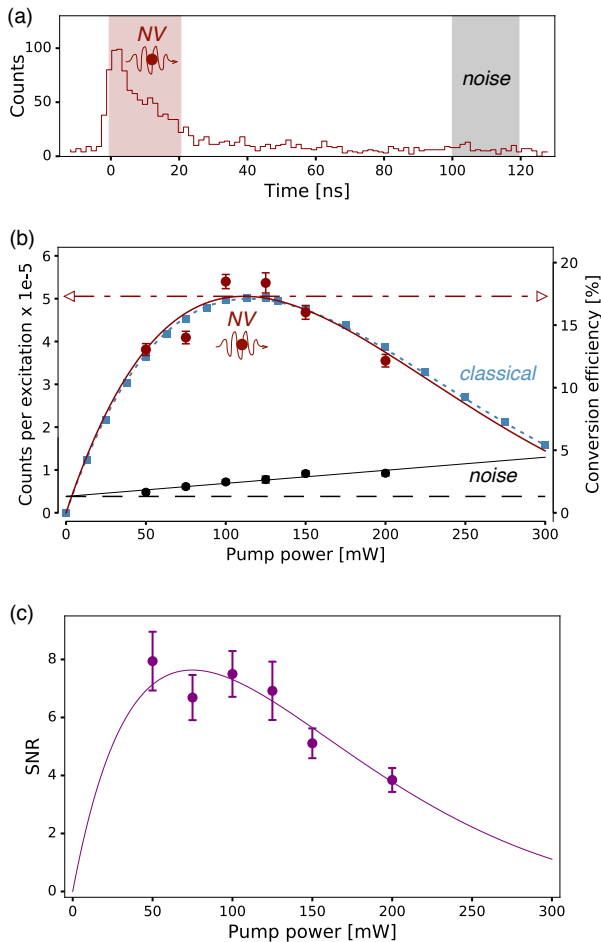 (a)
NV
noise
100
50
0
Counts
0 20 40 60 80 100 120
Time [ns]
(b)
6
5
4
3
2
1
0
Counts per excitation x 1e-5
NV
classical
noise
20
15
10
5
0
Conversion efficiency [%]
0 50 100 150 200 250 300
Pump power [mW]
(c)
8
6
4
2
0
SNR
0 50 100 150 200 250 300
Pump power [mW]